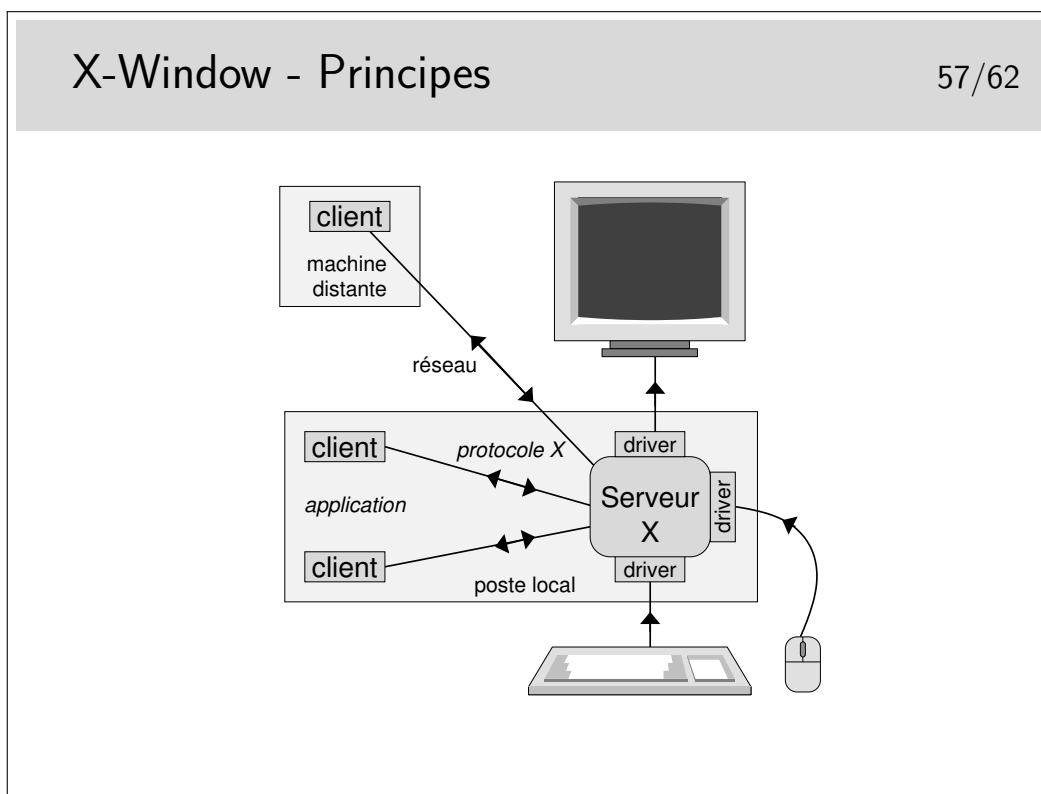 X-Window - Principes
57/62
client
machine
distante
réseau
client
protocole X
driver
application
Serveur
X
driver
client
driver
poste local